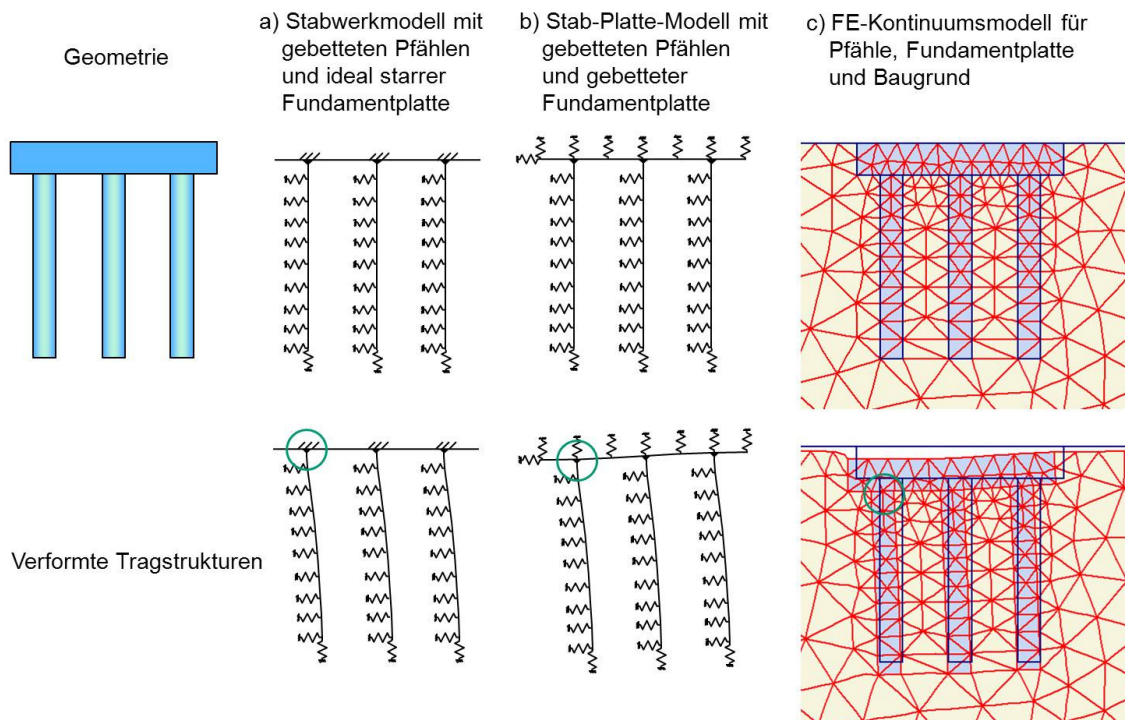 Geometrie
a) Stabwerkmodell mit
gebetteten Pfählen
und ideal starrer
Fundamentplatte
b) Stab-Platte-Modell mit
gebetteten Pfählen
und gebetteter
Fundamentplatte
c) FE-Kontinuumsmodell für
Pfähle, Fundamentplatte
und Baugrund
Verformte Tragstrukturen